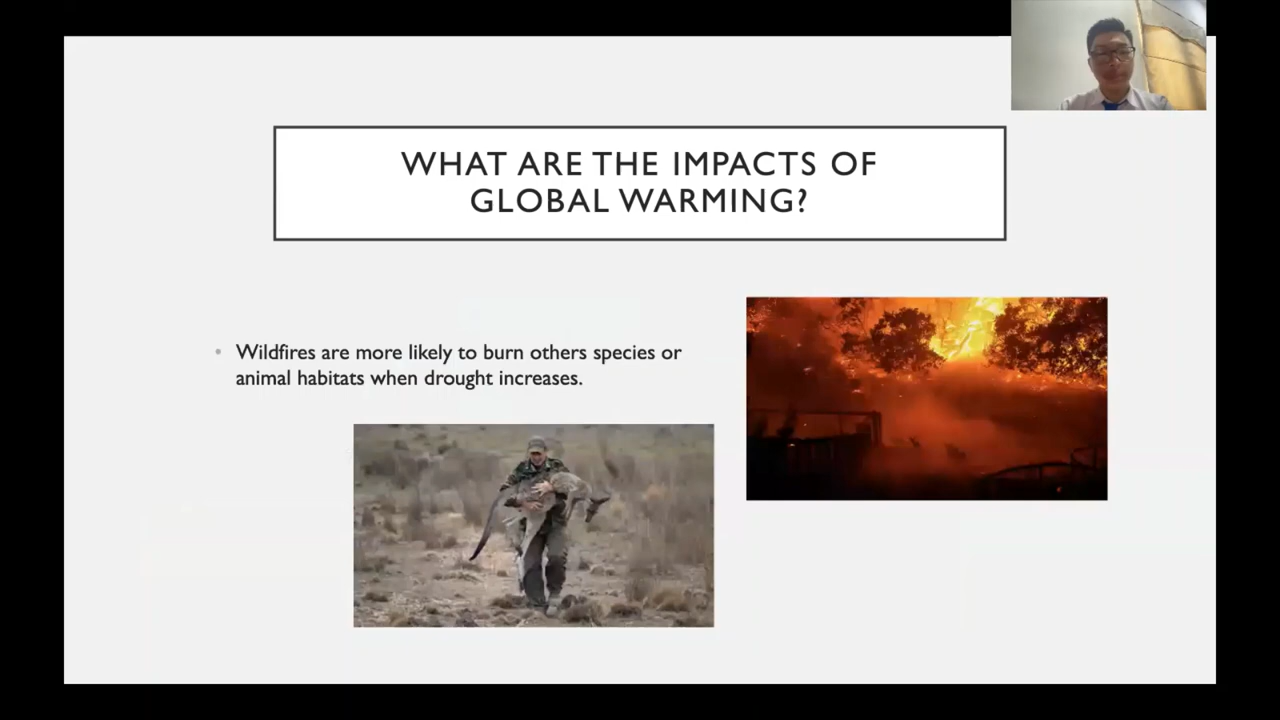 WHAT ARE THE IMPACTS OF
GLOBAL WARMING?
• Wildfires are more likely to burn others species or
animal habitats when drought increases.